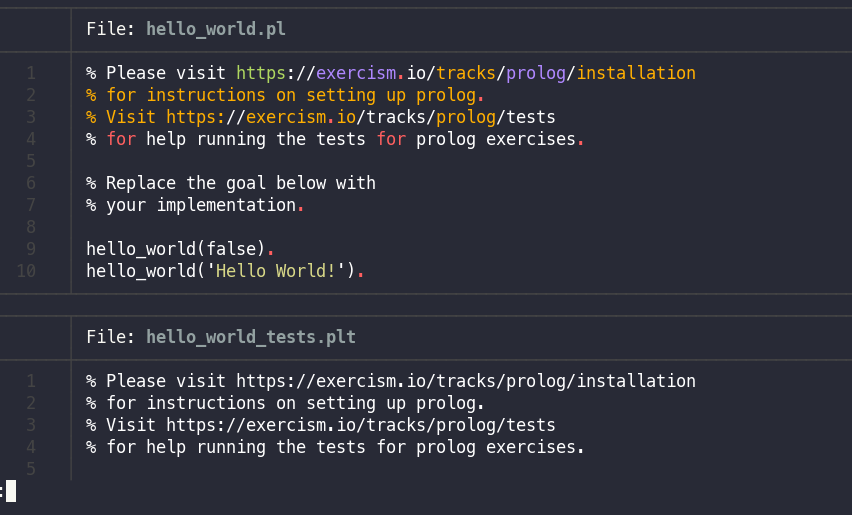 File: hello_world.pl
1 % Please visit https://exercism.io/tracks/prolog/installation
2 % for instructions on setting up prolog.
3 % Visit https://exercism.io/tracks/prolog/tests
4 % for help running the tests for prolog exercises.
5
6 % Replace the goal below with
7 % your implementation.
8
9 hello_world(false).
10 hello_world('Hello World!').
File: hello_world_tests.plt
1 % Please visit https://exercism.io/tracks/prolog/installation
2 % for instructions on setting up prolog.
3 % Visit https://exercism.io/tracks/prolog/tests
4 % for help running the tests for prolog exercises.
5
: